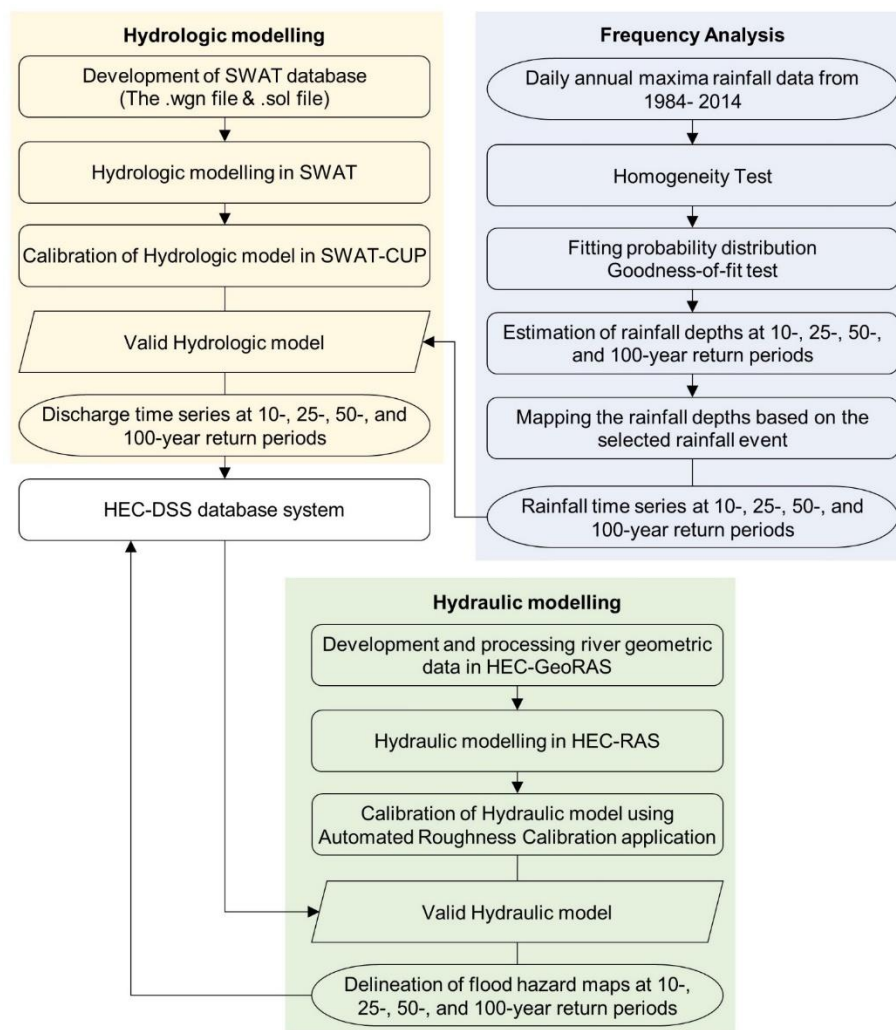 Hydrologic modelling
Development of SWAT database
(The .wgn file & .sol file)
Hydrologic modelling in SWAT
Calibration of Hydrologic model in SWAT-CUP
Valid Hydrologic model
Discharge time series at 10-, 25-, 50-, and
100-year return periods
HEC-DSS database system
Frequency Analysis
Daily annual maxima rainfall data from
1984- 2014
Homogeneity Test
Fitting probability distribution
Goodness-of-fit test
Estimation of rainfall depths at 10-, 25-, 50-,
and 100-year return periods
Mapping the rainfall depths based on the
selected rainfall event
Rainfall time series at 10-, 25-, 50-, and
100-year return periods
Hydraulic modelling
Development and processing river geometric
data in HEC-GeoRAS
Hydraulic modelling in HEC-RAS
Calibration of Hydraulic model using
Automated Roughness Calibration application
Valid Hydraulic model
Delineation of flood hazard maps at 10-,
25-, 50-, and 100-year return periods